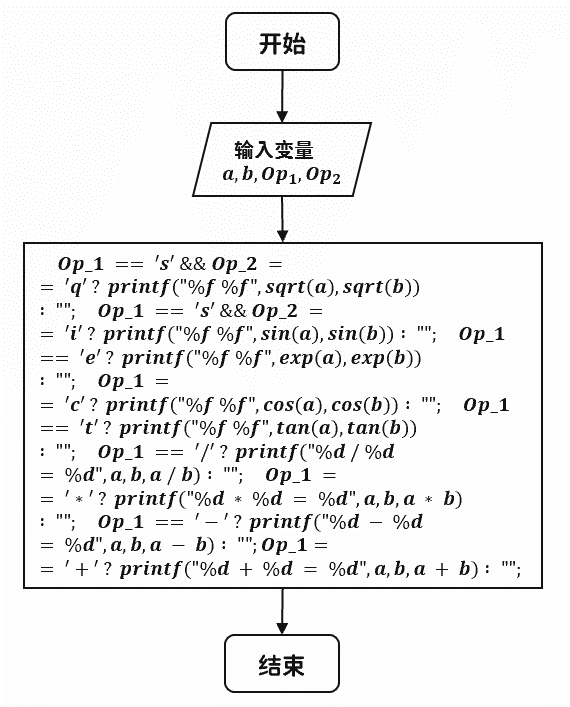 开始
输入变量
a, b, Op₁, Op₂
Op_1 == 's' && Op_2 =
= 'q' ? printf("%f %f", sqrt(a), sqrt(b))
: ""; Op_1 == 's' && Op_2 =
= 'i' ? printf("%f %f", sin(a), sin(b)) : ""; Op_1
== 'e' ? printf("%f %f", exp(a), exp(b))
: ""; Op_1 =
= 'c' ? printf("%f %f", cos(a), cos(b)) : ""; Op_1
== 't' ? printf("%f %f", tan(a), tan(b))
: ""; Op_1 == '/' ? printf("%d / %d
= %d", a, b, a / b) : ""; Op_1 =
= '*' ? printf("%d * %d = %d", a, b, a * b)
: ""; Op_1 == '-' ? printf("%d - %d
= %d", a, b, a - b) : ""; Op_1 =
= '+' ? printf("%d + %d = %d", a, b, a + b) : "";
结束